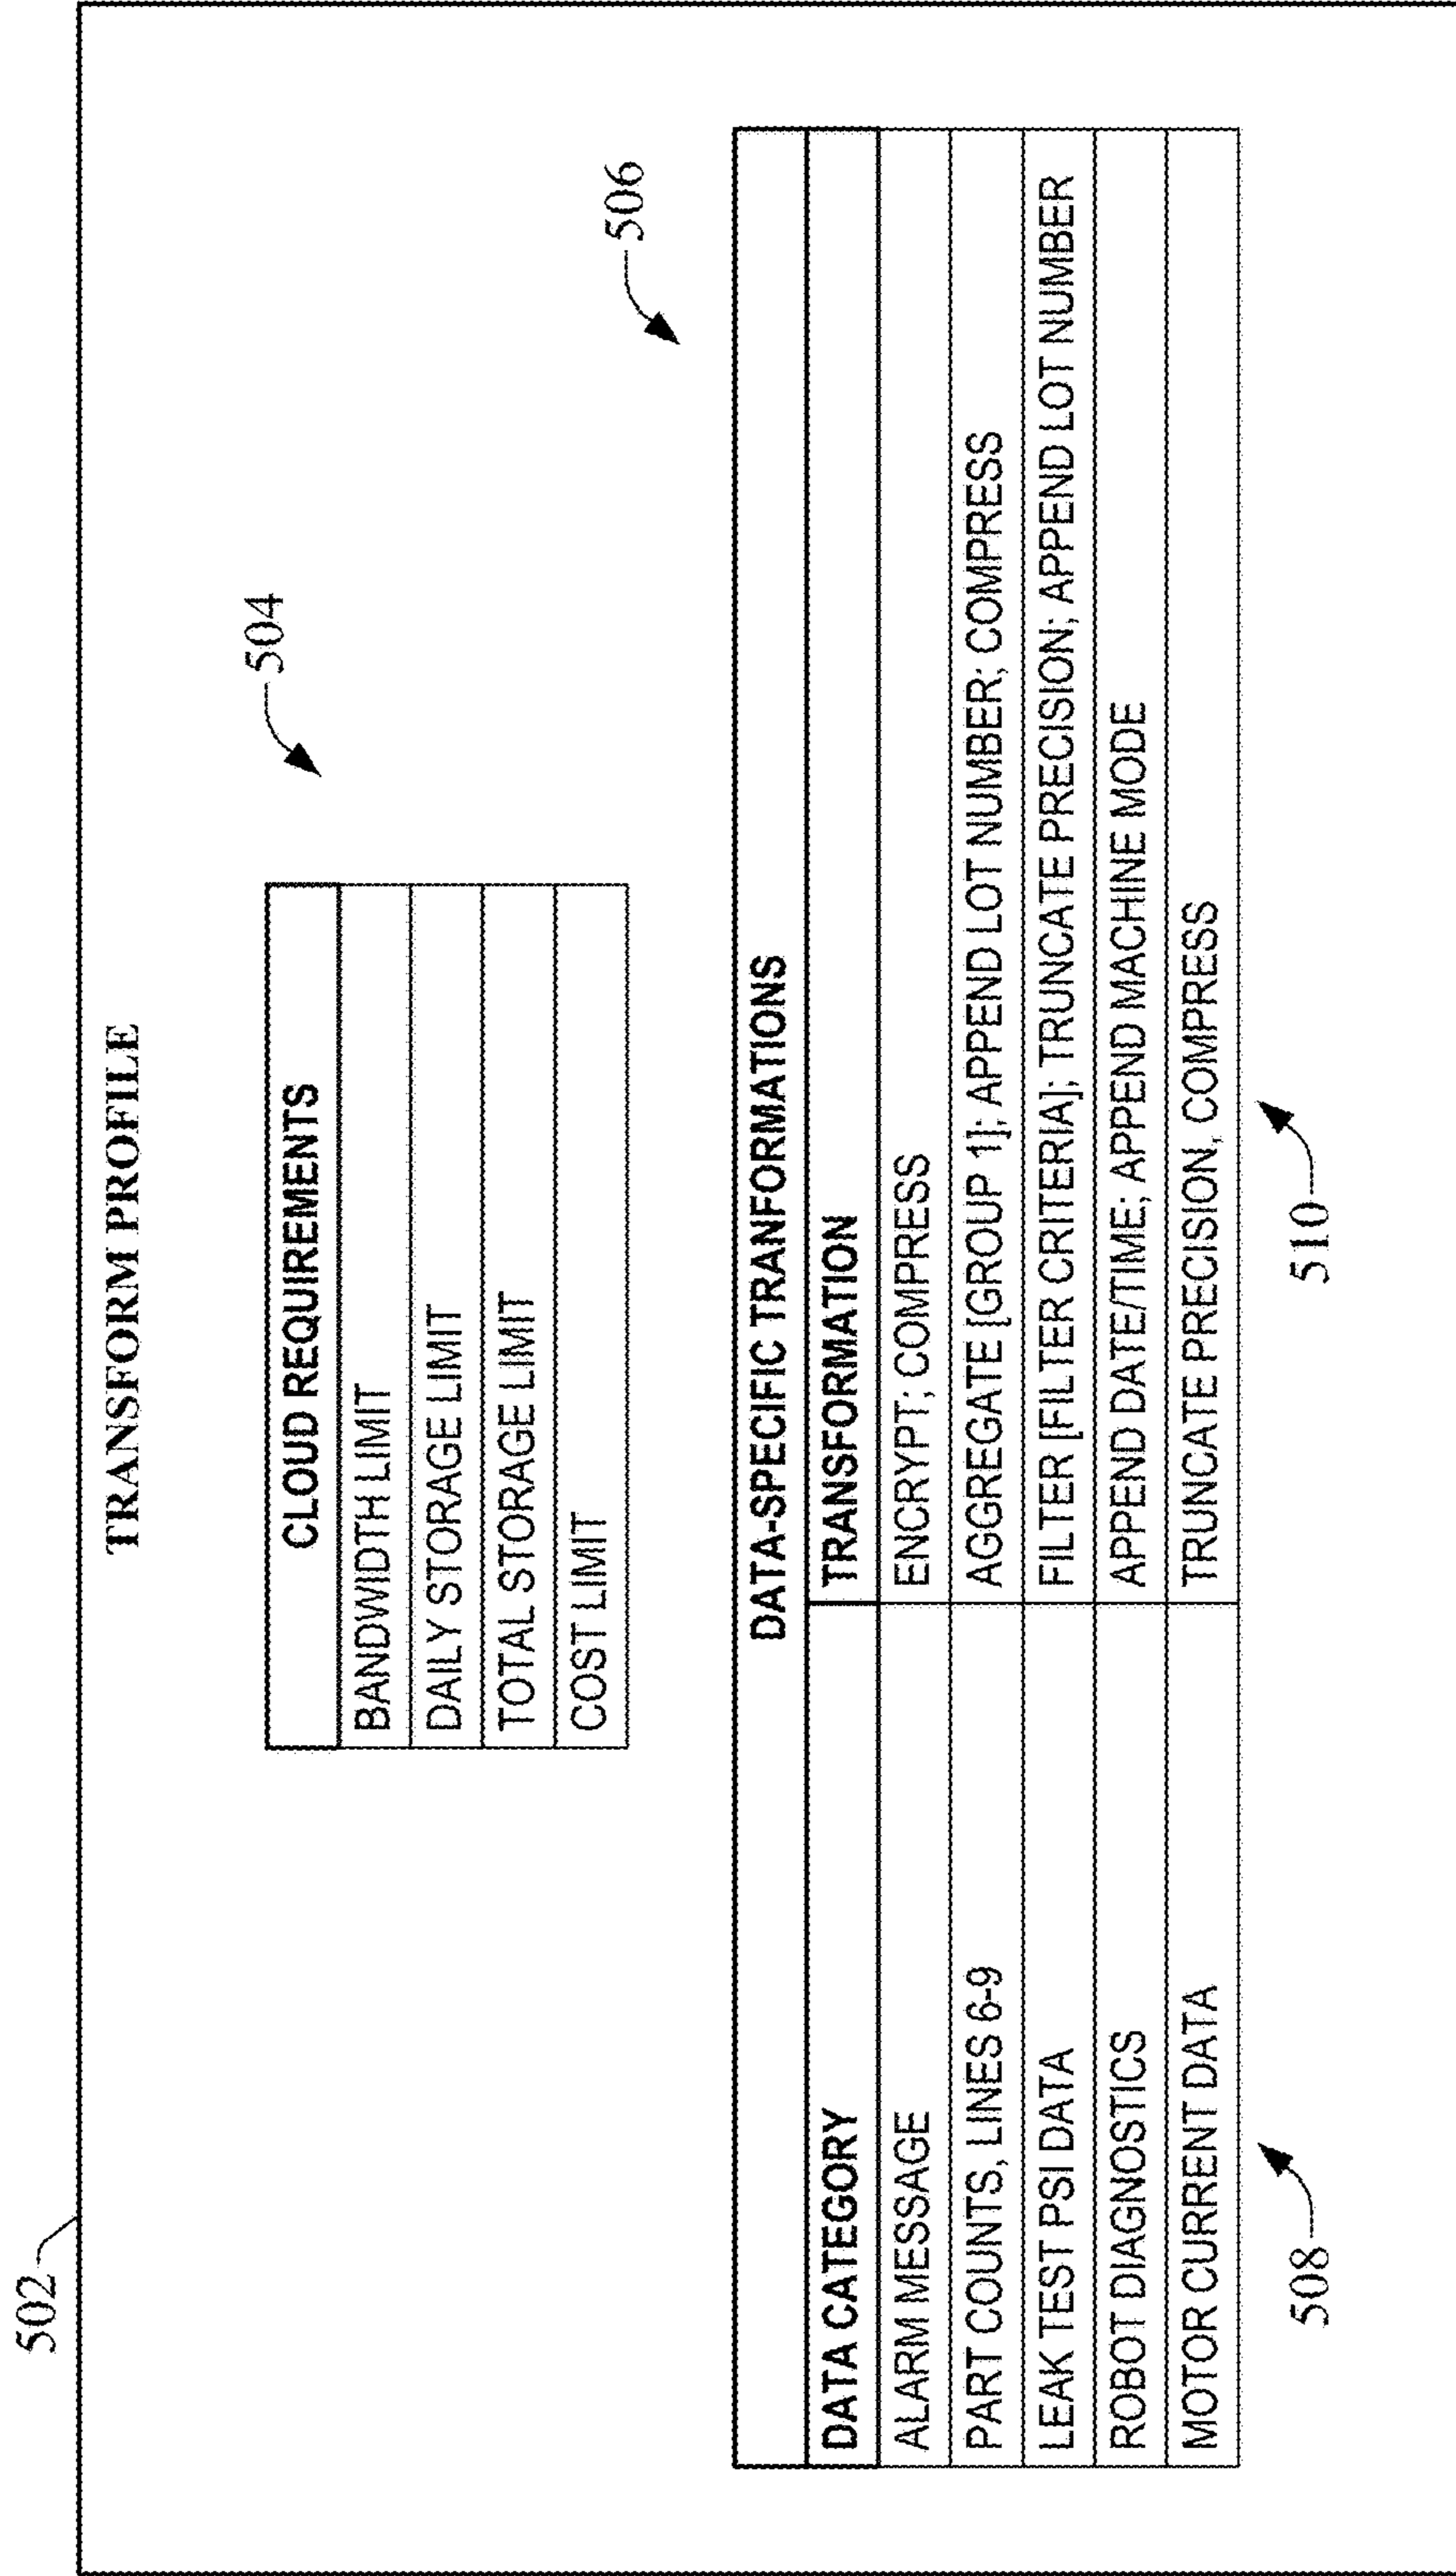 502
TRANSFORM PROFILE
504
CLOUD REQUIREMENTS
BANDWIDTH LIMIT
DAILY STORAGE LIMIT
TOTAL STORAGE LIMIT
COST LIMIT
506
DATA-SPECIFIC TRANFORMATIONS
DATA CATEGORY TRANSFORMATION
ALARM MESSAGE ENCRYPT; COMPRESS
PART COUNTS, LINES 6-9 AGGREGATE [GROUP 1]; APPEND LOT NUMBER; COMPRESS
LEAK TEST PSI DATA FILTER [FILTER CRITERIA]; TRUNCATE PRECISION; APPEND LOT NUMBER
ROBOT DIAGNOSTICS APPEND DATE/TIME; APPEND MACHINE MODE
MOTOR CURRENT DATA TRUNCATE PRECISION, COMPRESS
508 510